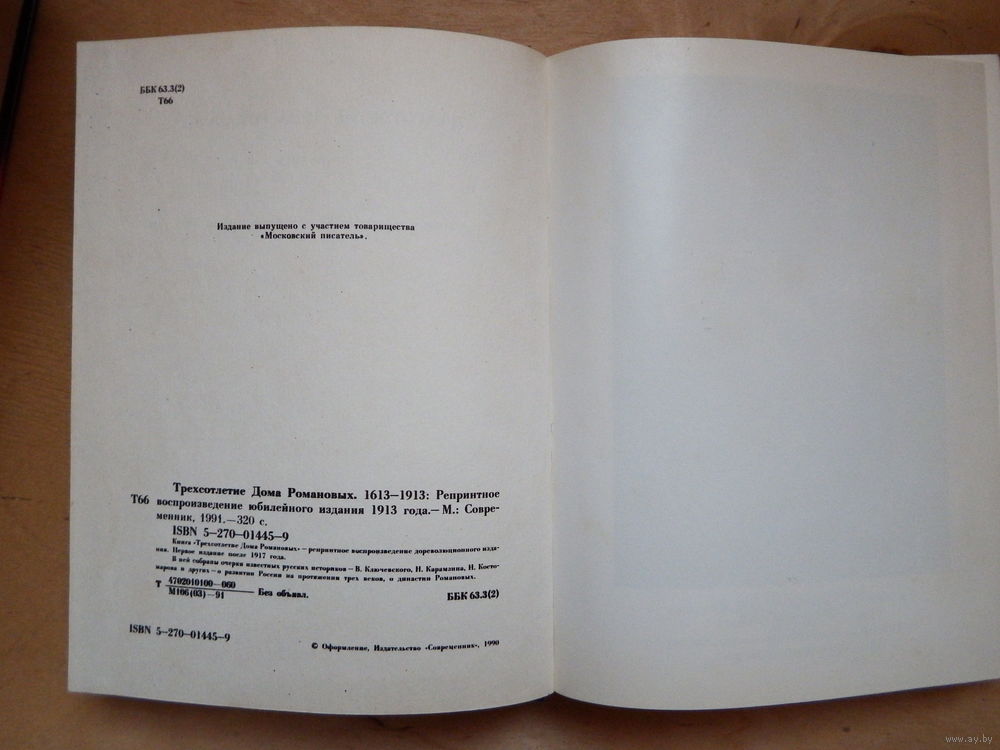 ББК 63.3(2)
Т66
Издание выпущено с участием товарищества
«Московский писатель».
Трехсотлетие Дома Романовых. 1613—1913: Репринтное
Т66 воспроизведение юбилейного издания 1913 года.— М.: Совре-
менник, 1991.—320 с.
ISBN 5—270—01445—9
Книга «Трехсотлетие Дома Романовых» — репринтное воспроизведение дореволюционного изда-
ния. Первое издание после 1917 года.
В ней собраны очерки известных русских историков — В. Ключевского, Н. Карамзина, Н. Косто-
марова и других — о развитии России на протяжении трех веков, о династии Романовых.
Т 4702010100—060
М106(03)—91
Без объявл.
ББК 63.3(2)
ISBN 5—270—01445—9
© Оформление, Издательство «Современник», 1990
www.ay.by